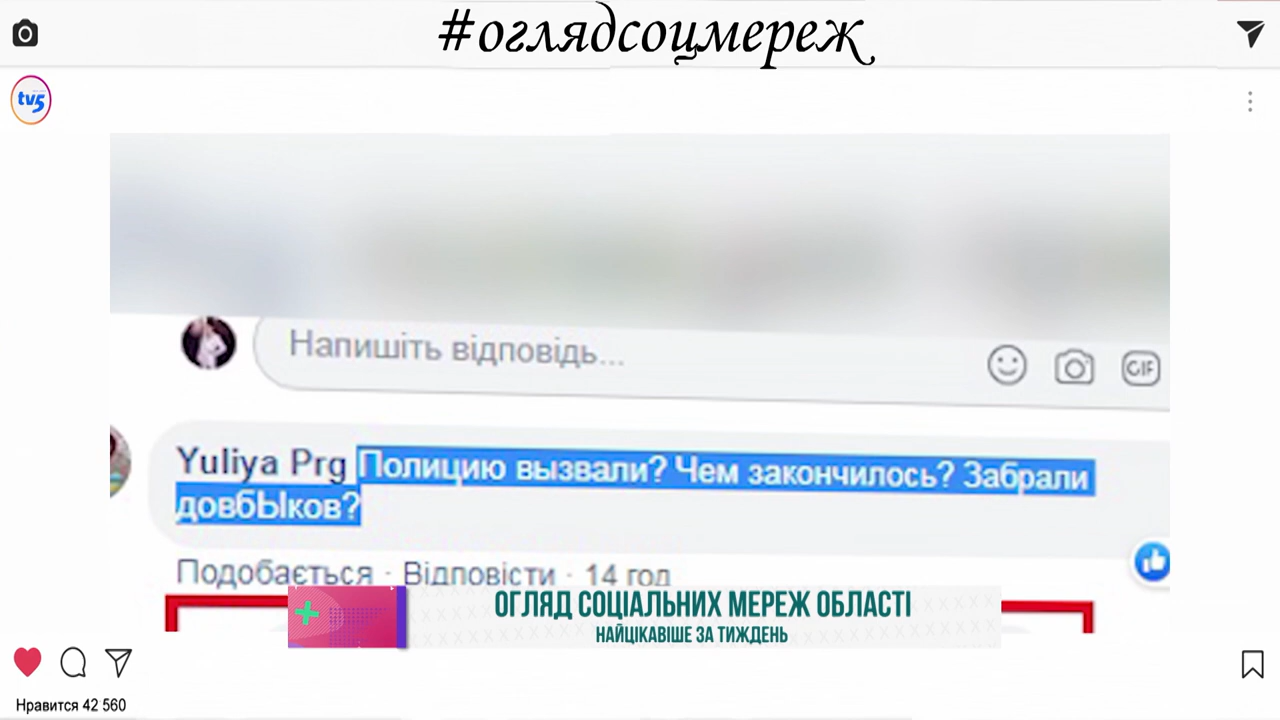 #оглядсоцмереж
tv5
Напишіть відповідь...
GIF
Yuliya Prg Полицию вызвали? Чем закончилось? Забрали
довбЫков?
Подобається · Відповісти · 14 год
ОГЛЯД СОЦІАЛЬНИХ МЕРЕЖ ОБЛАСТІ
НАЙЦІКАВІШЕ ЗА ТИЖДЕНЬ
Нравится 42 560